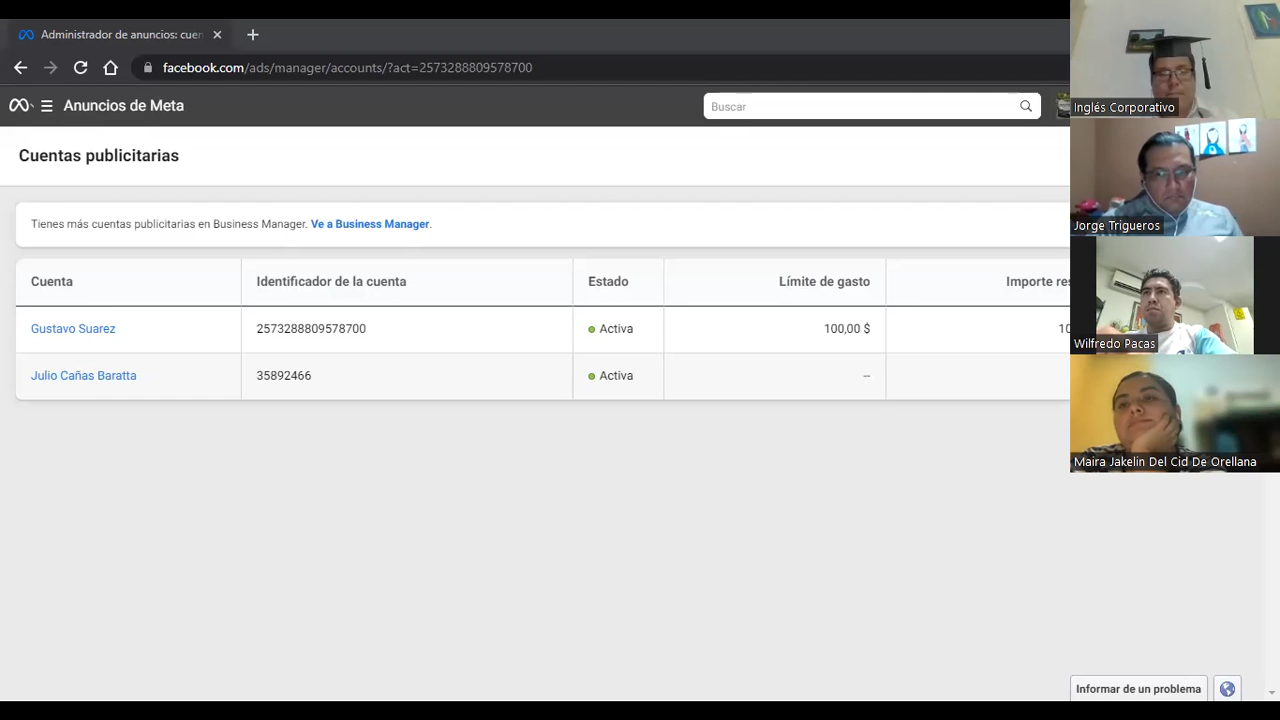 Administrador de anuncios: cuen
facebook.com/ads/manager/accounts/?act=2573288809578700
Anuncios de Meta
Buscar
Cuentas publicitarias
Tienes más cuentas publicitarias en Business Manager. Ve a Business Manager.
Cuenta Identificador de la cuenta Estado Límite de gasto Importe res
Gustavo Suarez 2573288809578700 Activa 100,00 $ 10
Julio Cañas Baratta 35892466 Activa --
Inglés Corporativo
Jorge Trigueros
Wilfredo Pacas
Maira Jakelin Del Cid De Orellana
Informar de un problema